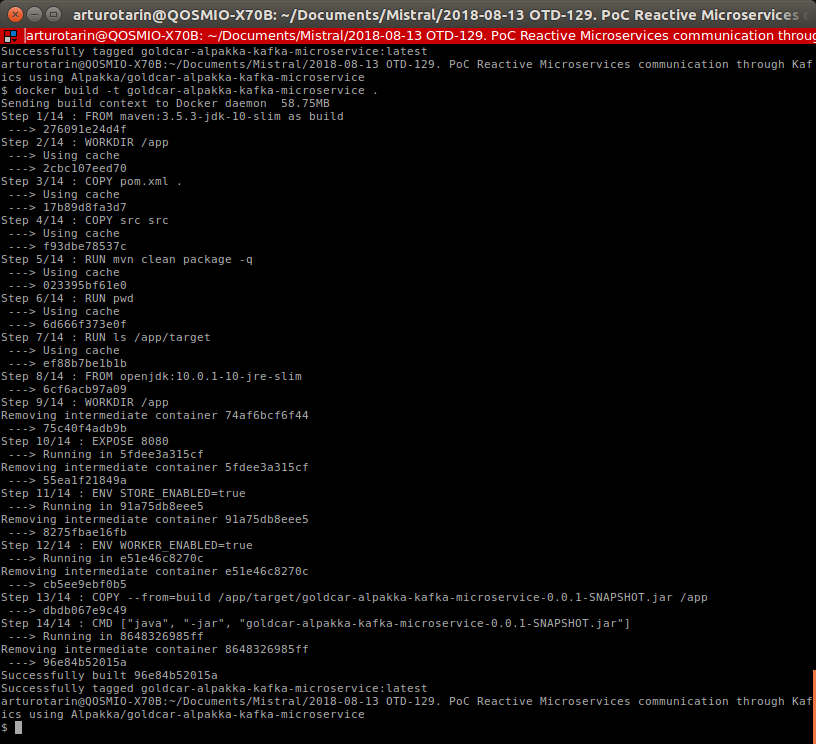 arturotarin@QOSMIO-X70B: ~/Documents/Mistral/2018-08-13 OTD-129. PoC Reactive Microservices c
arturotarin@QOSMIO-X70B: ~/Documents/Mistral/2018-08-13 OTD-129. PoC Reactive Microservices communication throug
Successfully tagged goldcar-alpakka-kafka-microservice:latest
arturotarin@QOSMIO-X70B:~/Documents/Mistral/2018-08-13 OTD-129. PoC Reactive Microservices communication through Kaf
ics using Alpakka/goldcar-alpakka-kafka-microservice
$ docker build -t goldcar-alpakka-kafka-microservice .
Sending build context to Docker daemon  58.75MB
Step 1/14 : FROM maven:3.5.3-jdk-10-slim as build
 ---> 276091e24d4f
Step 2/14 : WORKDIR /app
 ---> Using cache
 ---> 2cbc107eed70
Step 3/14 : COPY pom.xml .
 ---> Using cache
 ---> 17b89d8fa3d7
Step 4/14 : COPY src src
 ---> Using cache
 ---> f93dbe78537c
Step 5/14 : RUN mvn clean package -q
 ---> Using cache
 ---> 023395bf61e0
Step 6/14 : RUN pwd
 ---> Using cache
 ---> 6d666f373e0f
Step 7/14 : RUN ls /app/target
 ---> Using cache
 ---> ef88b7be1b1b
Step 8/14 : FROM openjdk:10.0.1-10-jre-slim
 ---> 6cf6acb97a09
Step 9/14 : WORKDIR /app
Removing intermediate container 74af6bcf6f44
 ---> 75c40f4adb9b
Step 10/14 : EXPOSE 8080
 ---> Running in 5fdee3a315cf
Removing intermediate container 5fdee3a315cf
 ---> 55ea1f21849a
Step 11/14 : ENV STORE_ENABLED=true
 ---> Running in 91a75db8eee5
Removing intermediate container 91a75db8eee5
 ---> 8275fbae16fb
Step 12/14 : ENV WORKER_ENABLED=true
 ---> Running in e51e46c8270c
Removing intermediate container e51e46c8270c
 ---> cb5ee9ebf0b5
Step 13/14 : COPY --from=build /app/target/goldcar-alpakka-kafka-microservice-0.0.1-SNAPSHOT.jar /app
 ---> dbdb067e9c49
Step 14/14 : CMD ["java", "-jar", "goldcar-alpakka-kafka-microservice-0.0.1-SNAPSHOT.jar"]
 ---> Running in 8648326985ff
Removing intermediate container 8648326985ff
 ---> 96e84b52015a
Successfully built 96e84b52015a
Successfully tagged goldcar-alpakka-kafka-microservice:latest
arturotarin@QOSMIO-X70B:~/Documents/Mistral/2018-08-13 OTD-129. PoC Reactive Microservices communication through Kaf
ics using Alpakka/goldcar-alpakka-kafka-microservice
$